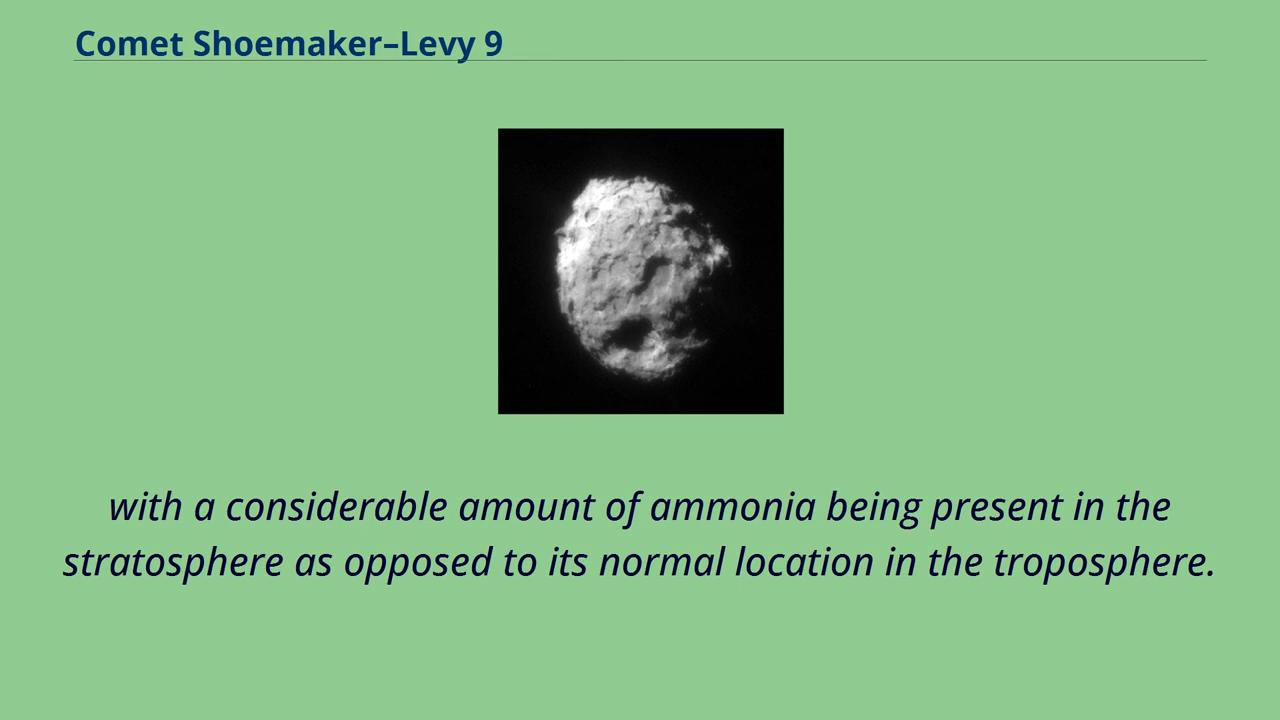 Comet Shoemaker–Levy 9
with a considerable amount of ammonia being present in the
stratosphere as opposed to its normal location in the troposphere.